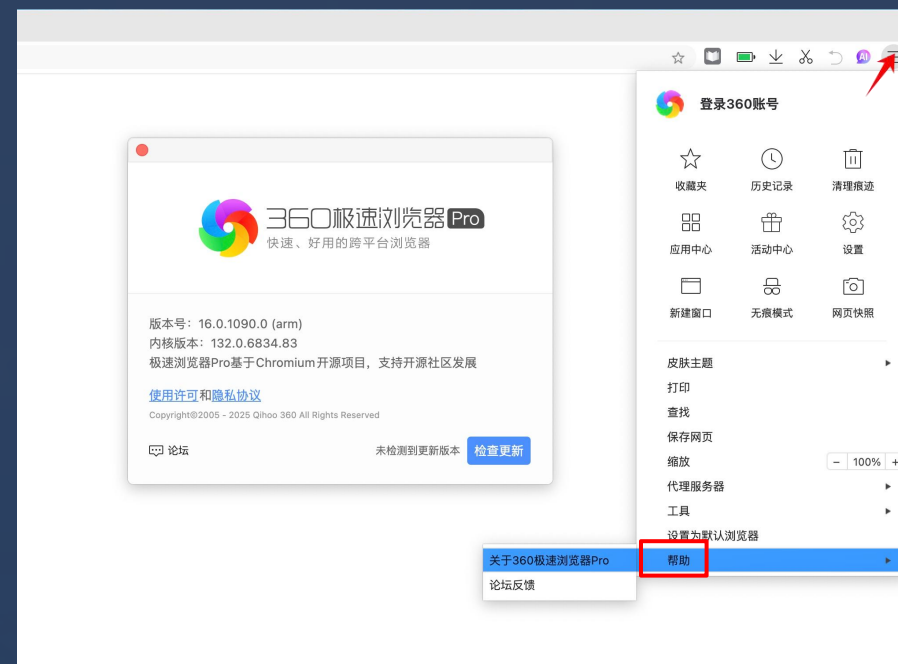 AI
登录360账号
收藏夹
历史记录
清理痕迹
应用中心
活动中心
设置
新建窗口
无痕模式
网页快照
360极速浏览器Pro
快速、好用的跨平台浏览器
版本号：16.0.1090.0 (arm)
内核版本：132.0.6834.83
极速浏览器Pro基于Chromium开源项目，支持开源社区发展
使用许可和隐私协议
Copyright©2005 - 2025 Qihoo 360 All Rights Reserved
论坛
未检测到更新版本
检查更新
皮肤主题
打印
查找
保存网页
缩放
− 100% +
代理服务器
工具
设置为默认浏览器
帮助
关于360极速浏览器Pro
论坛反馈